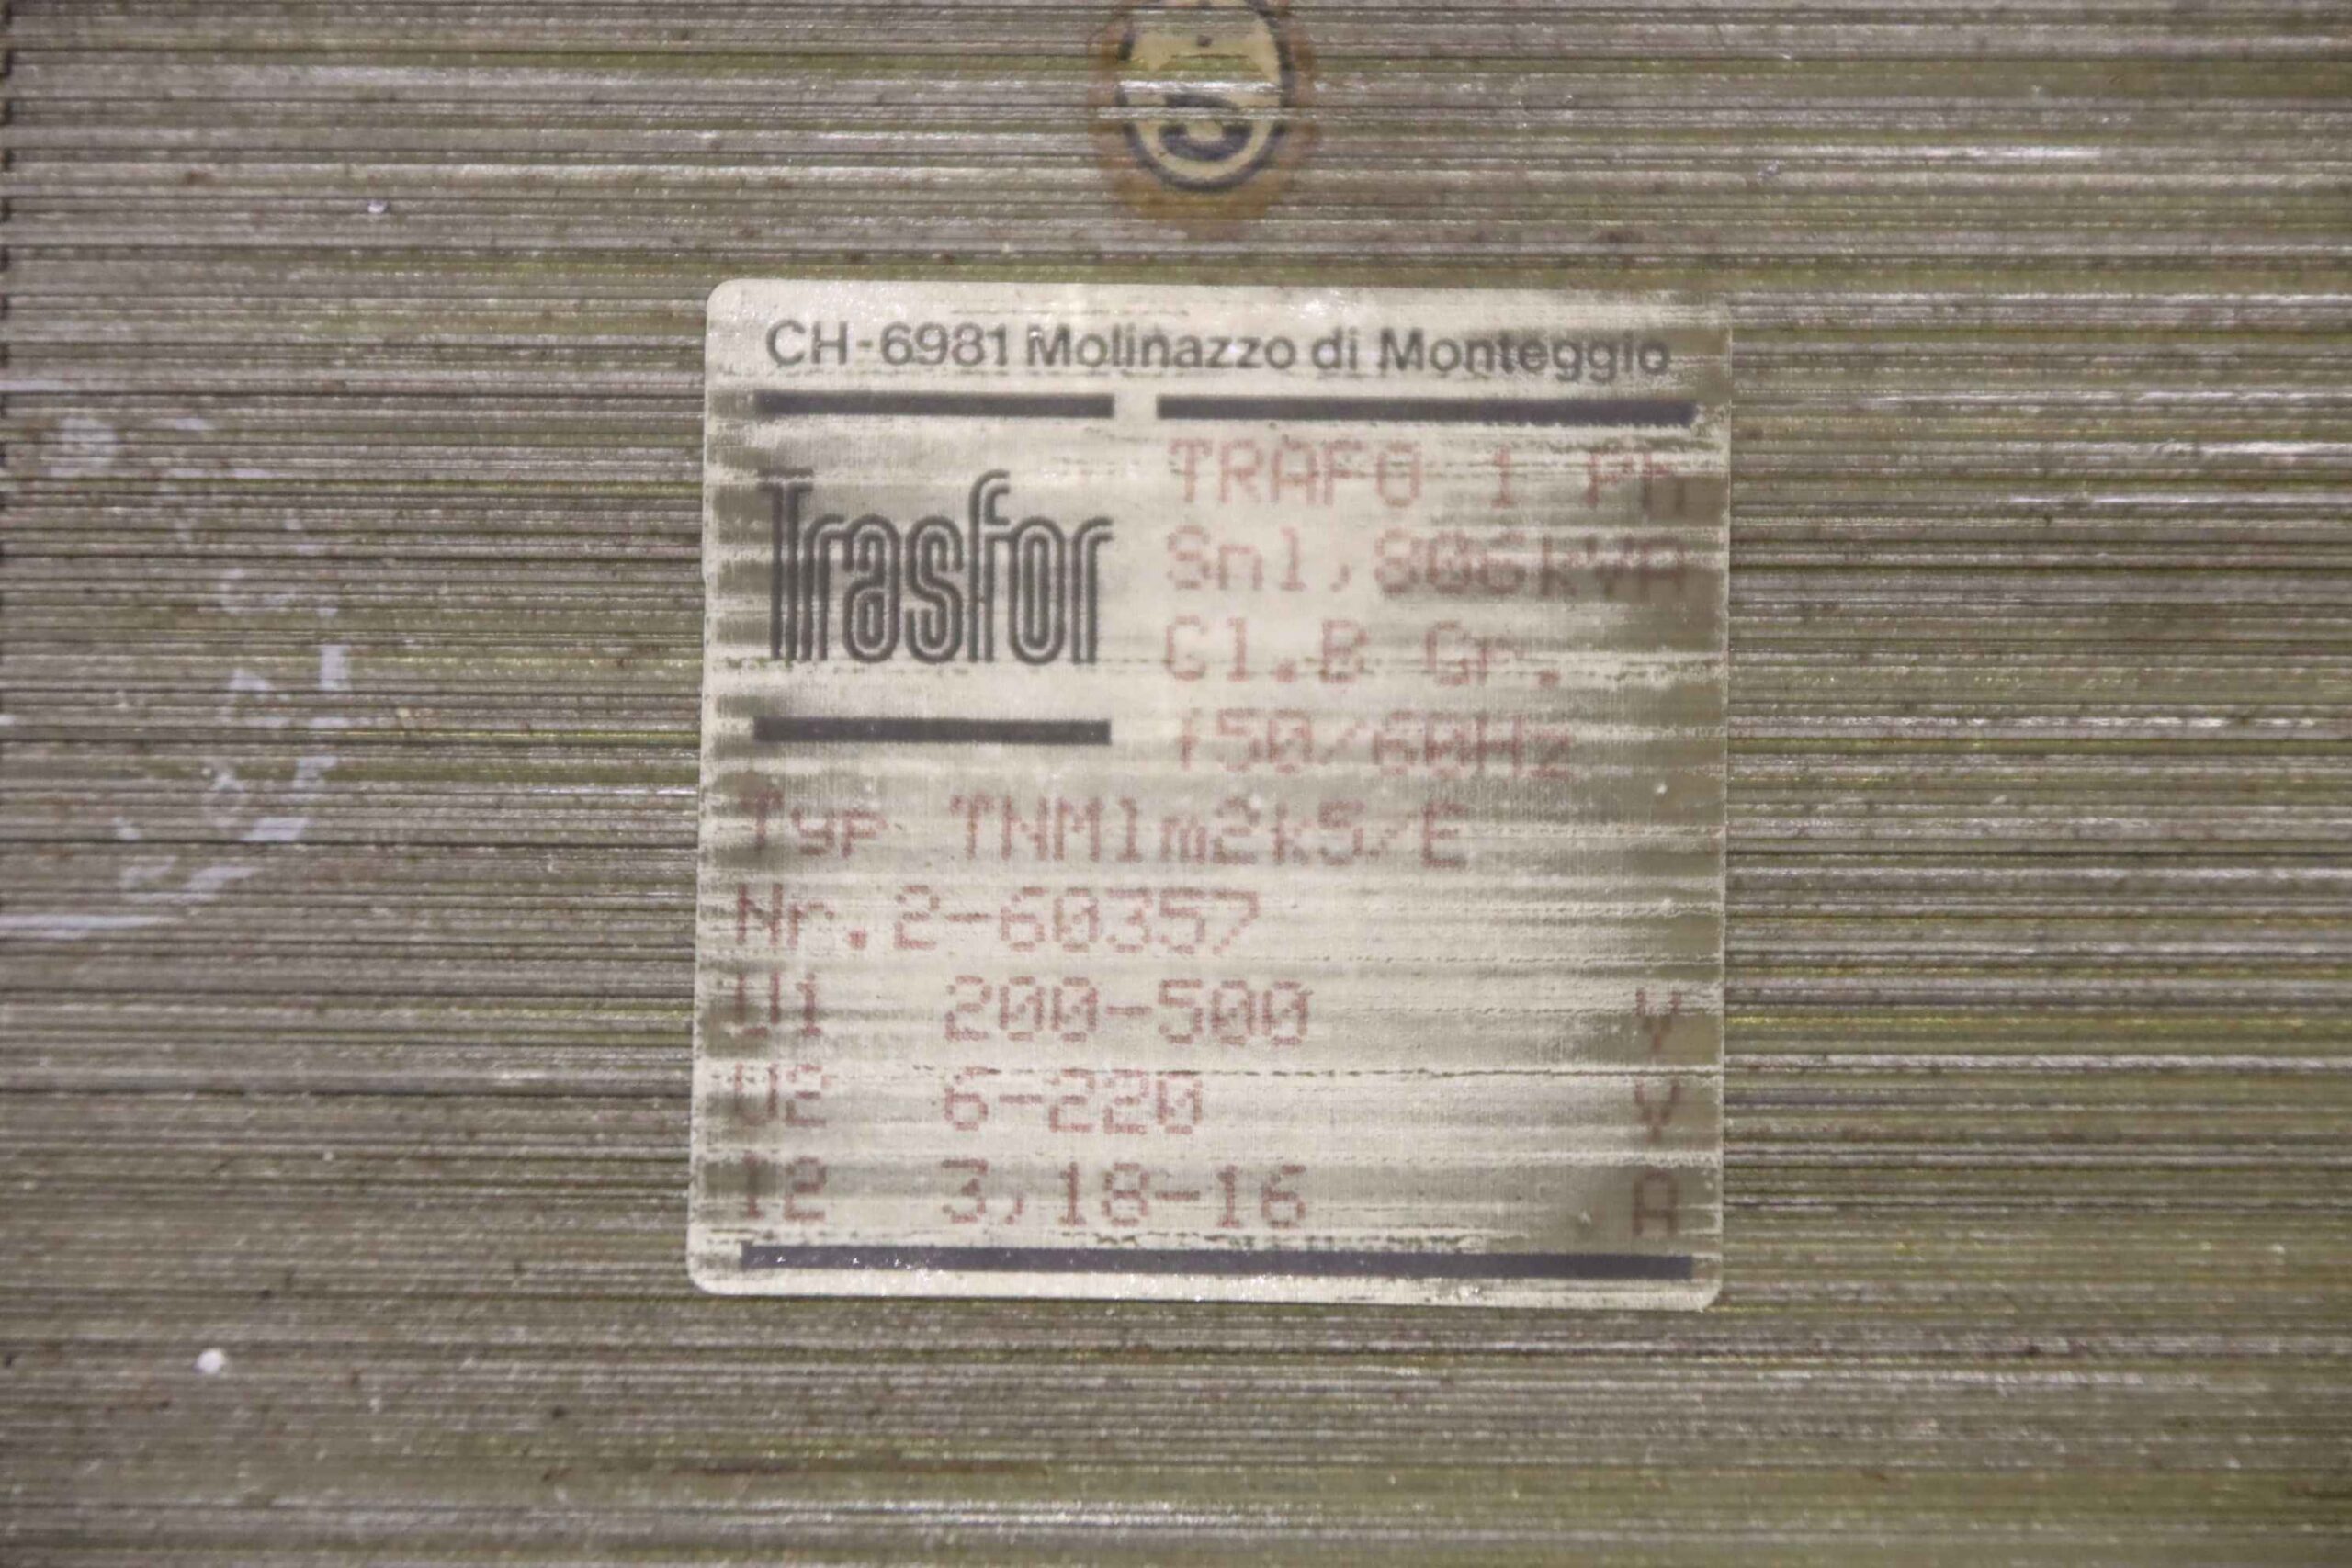 CH-6981 Molinazzo di Monteggio
Trasfor
TRAFO 1 Ph
Sn1,806kVA
Cl.B Gr.
f50/60Hz
Typ TNM1m2k5/E
Nr.2-60357
U1 200-500 V
U2 6-220 V
I2 3,18-16 A